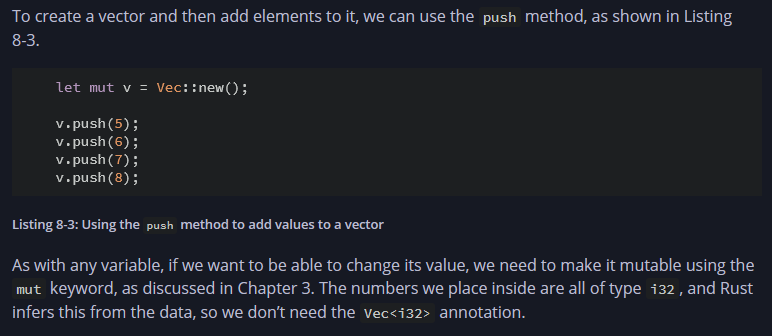 To create a vector and then add elements to it, we can use the push method, as shown in Listing
8-3.
let mut v = Vec::new();
v.push(5);
v.push(6);
v.push(7);
v.push(8);
Listing 8-3: Using the push method to add values to a vector
As with any variable, if we want to be able to change its value, we need to make it mutable using the
mut keyword, as discussed in Chapter 3. The numbers we place inside are all of type i32, and Rust
infers this from the data, so we don’t need the Vec<i32> annotation.